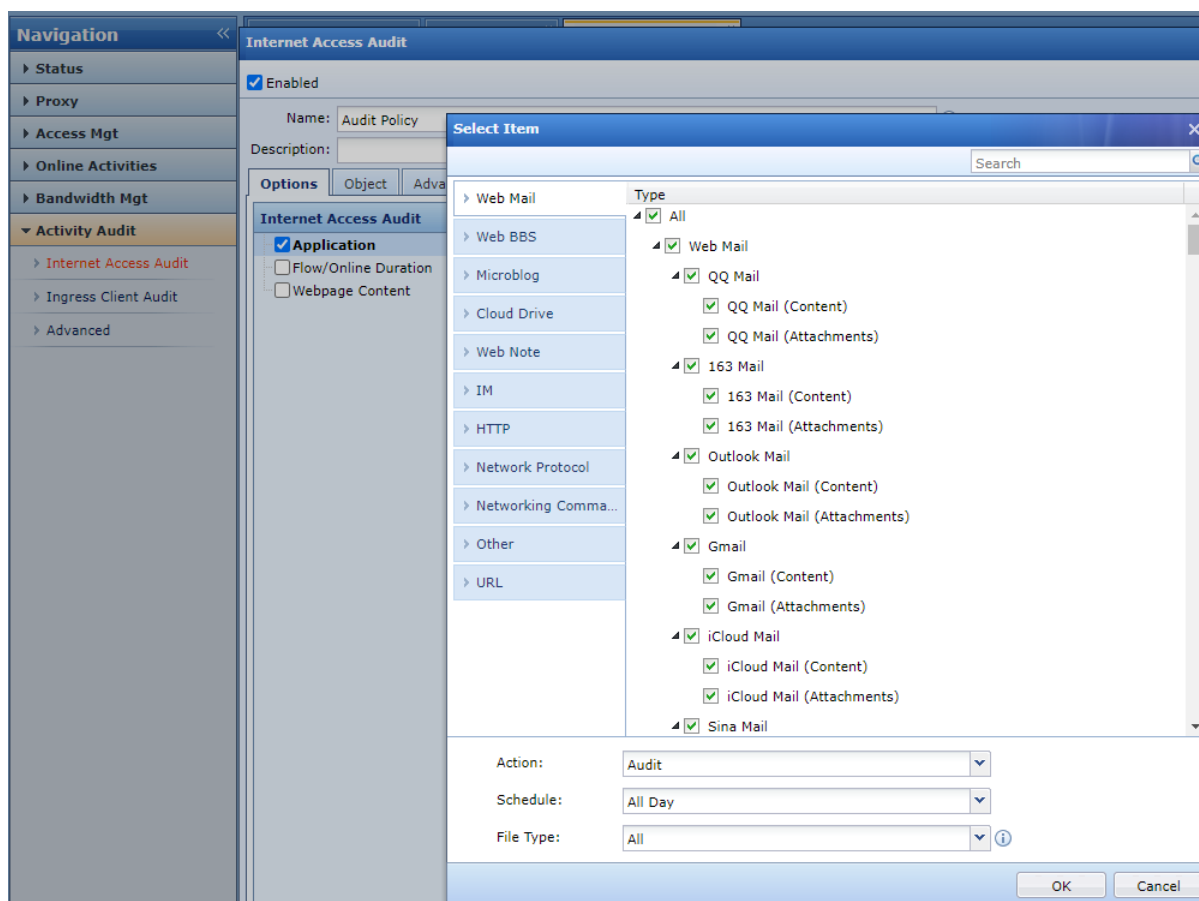 Navigation
Status
Proxy
Access Mgt
Online Activities
Bandwidth Mgt
Activity Audit
Internet Access Audit
Ingress Client Audit
Advanced
Internet Access Audit
Enabled
Name: Audit Policy
Description:
Options Object Adva
Internet Access Audit
Application
Flow/Online Duration
Webpage Content
Select Item
Search
Web Mail
Web BBS
Microblog
Cloud Drive
Web Note
IM
HTTP
Network Protocol
Networking Comma...
Other
URL
Type
All
Web Mail
QQ Mail
QQ Mail (Content)
QQ Mail (Attachments)
163 Mail
163 Mail (Content)
163 Mail (Attachments)
Outlook Mail
Outlook Mail (Content)
Outlook Mail (Attachments)
Gmail
Gmail (Content)
Gmail (Attachments)
iCloud Mail
iCloud Mail (Content)
iCloud Mail (Attachments)
Sina Mail
Action: Audit
Schedule: All Day
File Type: All
OK Cancel